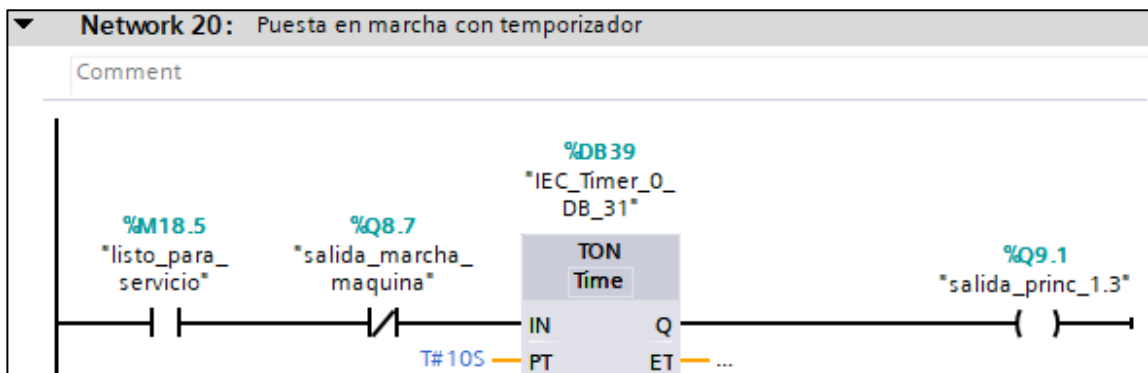 Network 20: Puesta en marcha con temporizador
Comment
%DB39
"IEC_Timer_0_
DB_31"
%M18.5
"listo_para_
servicio"
%Q8.7
"salida_marcha_
maquina"
TON
Time
%Q9.1
"salida_princ_1.3"
IN
Q
T#10S
PT
ET
...